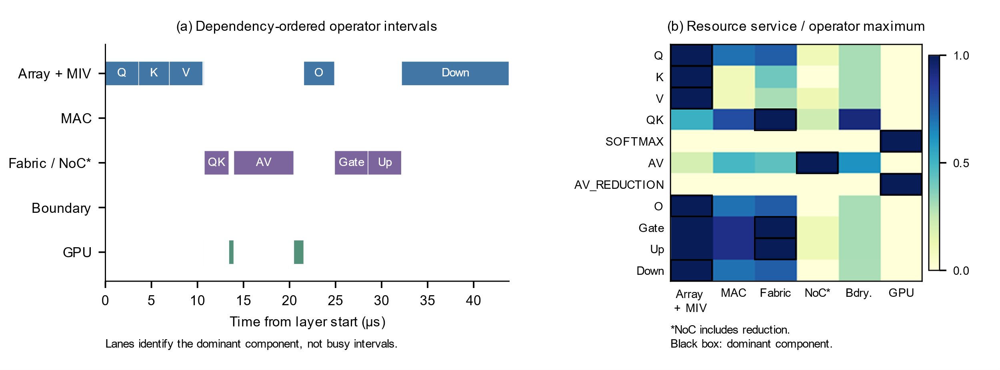 (a) Dependency-ordered operator intervals
Array + MIV
Q K V O Down
MAC
Fabric / NoC*
QK AV Gate Up
Boundary
GPU
0 5 10 15 20 25 30 35 40
Time from layer start (µs)
Lanes identify the dominant component, not busy intervals.
(b) Resource service / operator maximum
Q
K
V
QK
SOFTMAX
AV
AV_REDUCTION
O
Gate
Up
Down
Array + MIV
MAC
Fabric
NoC*
Bdry.
GPU
1.0
0.5
0.0
*NoC includes reduction.
Black box: dominant component.